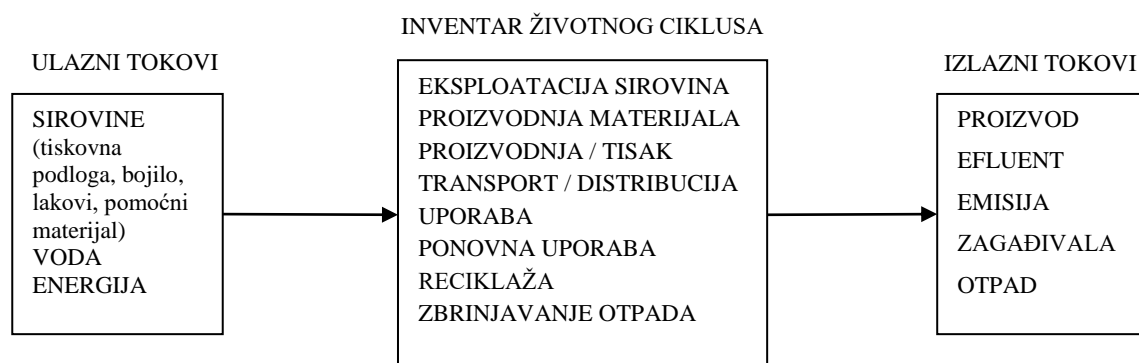 ULAZNI TOKOVI
SIROVINE
(tiskovna
podloga, bojilo,
lakovi, pomoćni
materijal)
VODA
ENERGIJA
INVENTAR ŽIVOTNOG CIKLUSA
EKSPLOATACIJA SIROVINA
PROIZVODNJA MATERIJALA
PROIZVODNJA / TISAK
TRANSPORT / DISTRIBUCIJA
UPORABA
PONOVNA UPORABA
RECIKLAŽA
ZBRINJAVANJE OTPADA
IZLAZNI TOKOVI
PROIZVOD
EFLUENT
EMISIJA
ZAGAĐIVALA
OTPAD